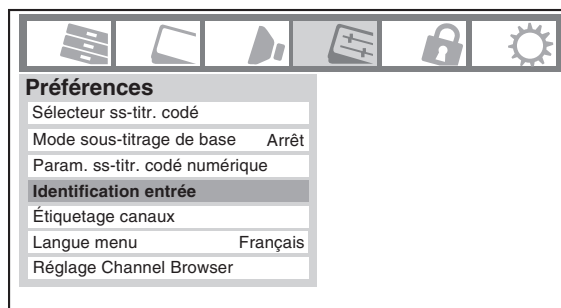 Préférences
Sélecteur ss-titr. codé
Mode sous-titrage de base Arrêt
Param. ss-titr. codé numérique
Identification entrée
Étiquetage canaux
Langue menu Français
Réglage Channel Browser